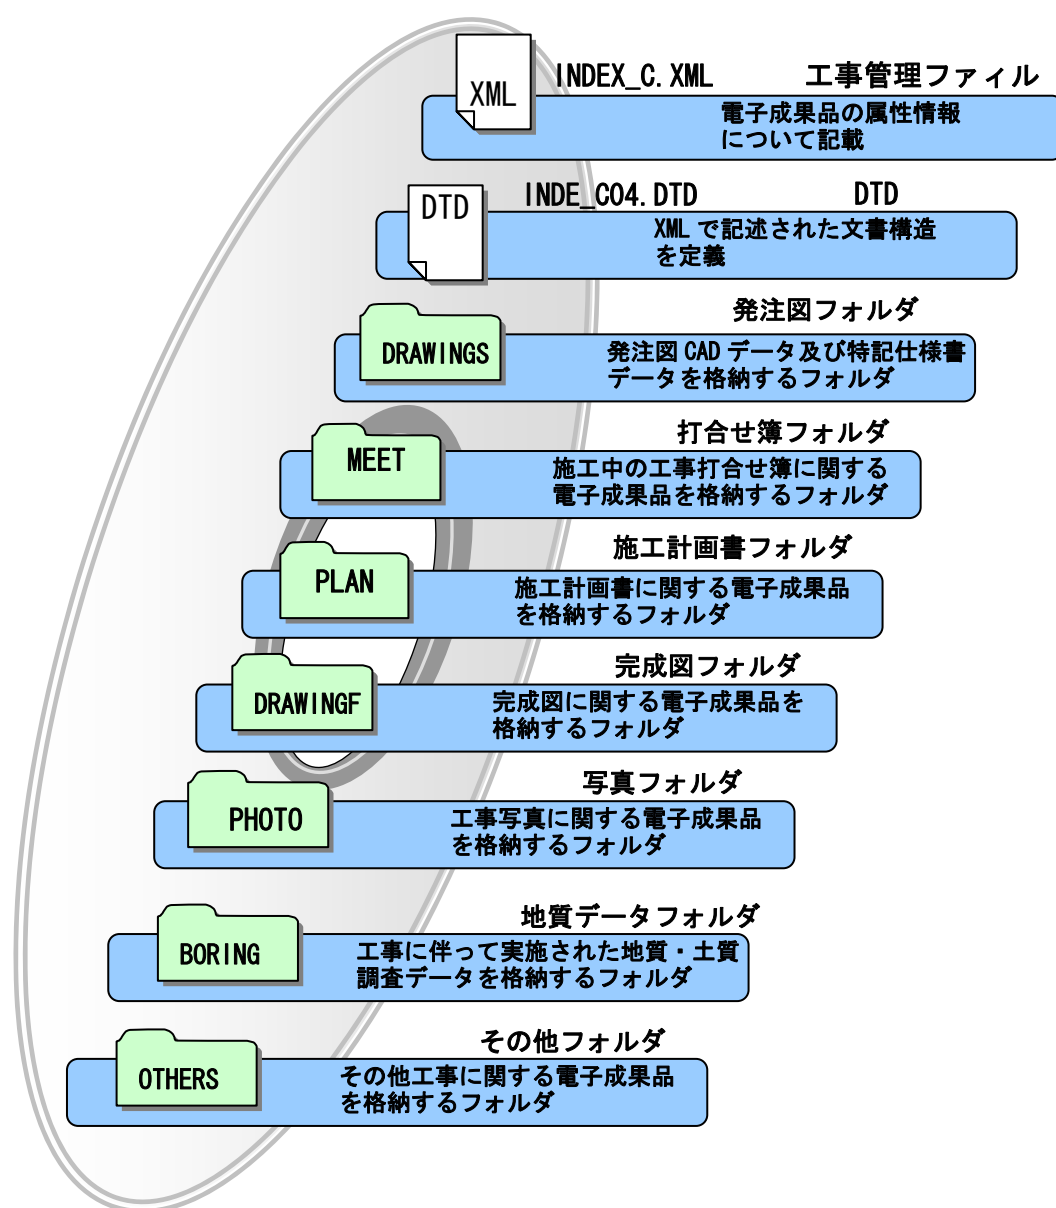 XML
INDEX_C.XML 工事管理ファィル
電子成果品の属性情報
について記載
DTD
INDE_C04.DTD DTD
XMLで記述された文書構造
を定義
発注図フォルダ
DRAWINGS
発注図CADデータ及び特記仕様書
データを格納するフォルダ
打合せ簿フォルダ
MEET
施工中の工事打合せ簿に関する
電子成果品を格納するフォルダ
施工計画書フォルダ
PLAN
施工計画書に関する電子成果品
を格納するフォルダ
完成図フォルダ
DRAWINGF
完成図に関する電子成果品を
格納するフォルダ
写真フォルダ
PHOTO
工事写真に関する電子成果品
を格納するフォルダ
地質データフォルダ
BORING
工事に伴って実施された地質・土質
調査データを格納するフォルダ
その他フォルダ
OTHERS
その他工事に関する電子成果品
を格納するフォルダ